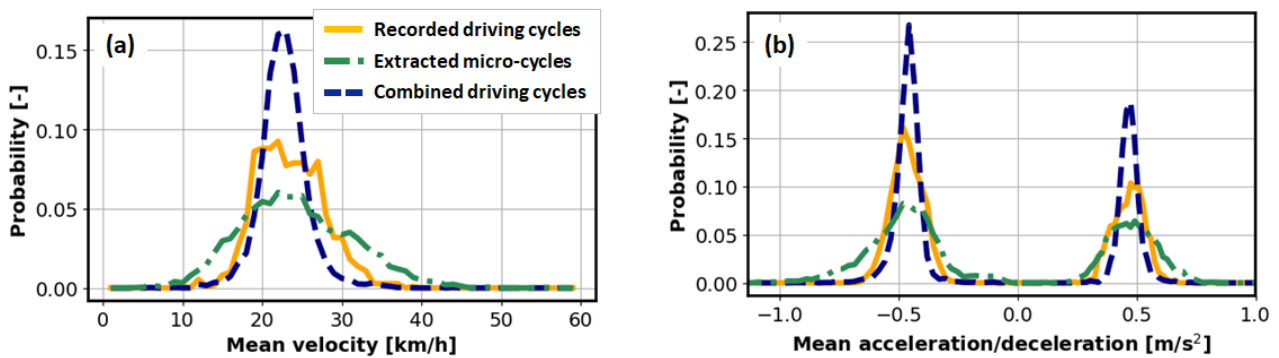 (a)
Recorded driving cycles
Extracted micro-cycles
Combined driving cycles
Probability [-]
0.15
0.10
0.05
0.00
0 10 20 30 40 50 60
Mean velocity [km/h]
(b)
Probability [-]
0.25
0.20
0.15
0.10
0.05
0.00
−1.0 −0.5 0.0 0.5 1.0
Mean acceleration/deceleration [m/s²]